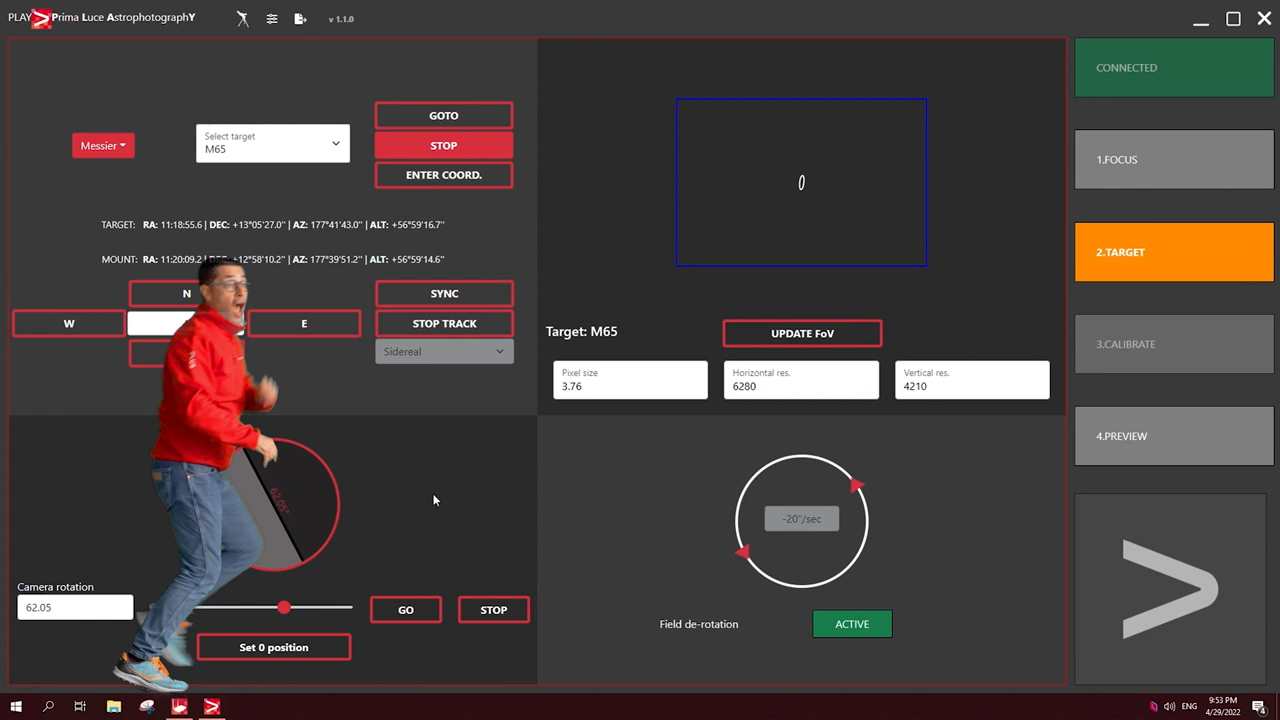 PLAY > Prima Luce AstrophotographY
v 1.1.0
CONNECTED
1.FOCUS
2.TARGET
3.CALIBRATE
4.PREVIEW
Messier
Select target
M65
GOTO
STOP
ENTER COORD.
TARGET: RA: 11:18:55.6 | DEC: +13°05'27.0'' | AZ: 177°41'43.0'' | ALT: +56°59'16.7''
MOUNT: RA: 11:20:09.2 | DEC: +12°58'10.2'' | AZ: 177°39'51.2'' | ALT: +56°59'14.6''
N
W
E
SYNC
STOP TRACK
Sidereal
Target: M65
UPDATE FoV
Pixel size
3.76
Horizontal res.
6280
Vertical res.
4210
62.05°
Camera rotation
62.05
GO
STOP
Set 0 position
-20''/sec
Field de-rotation
ACTIVE
ENG
9:53 PM
4/29/2022
4